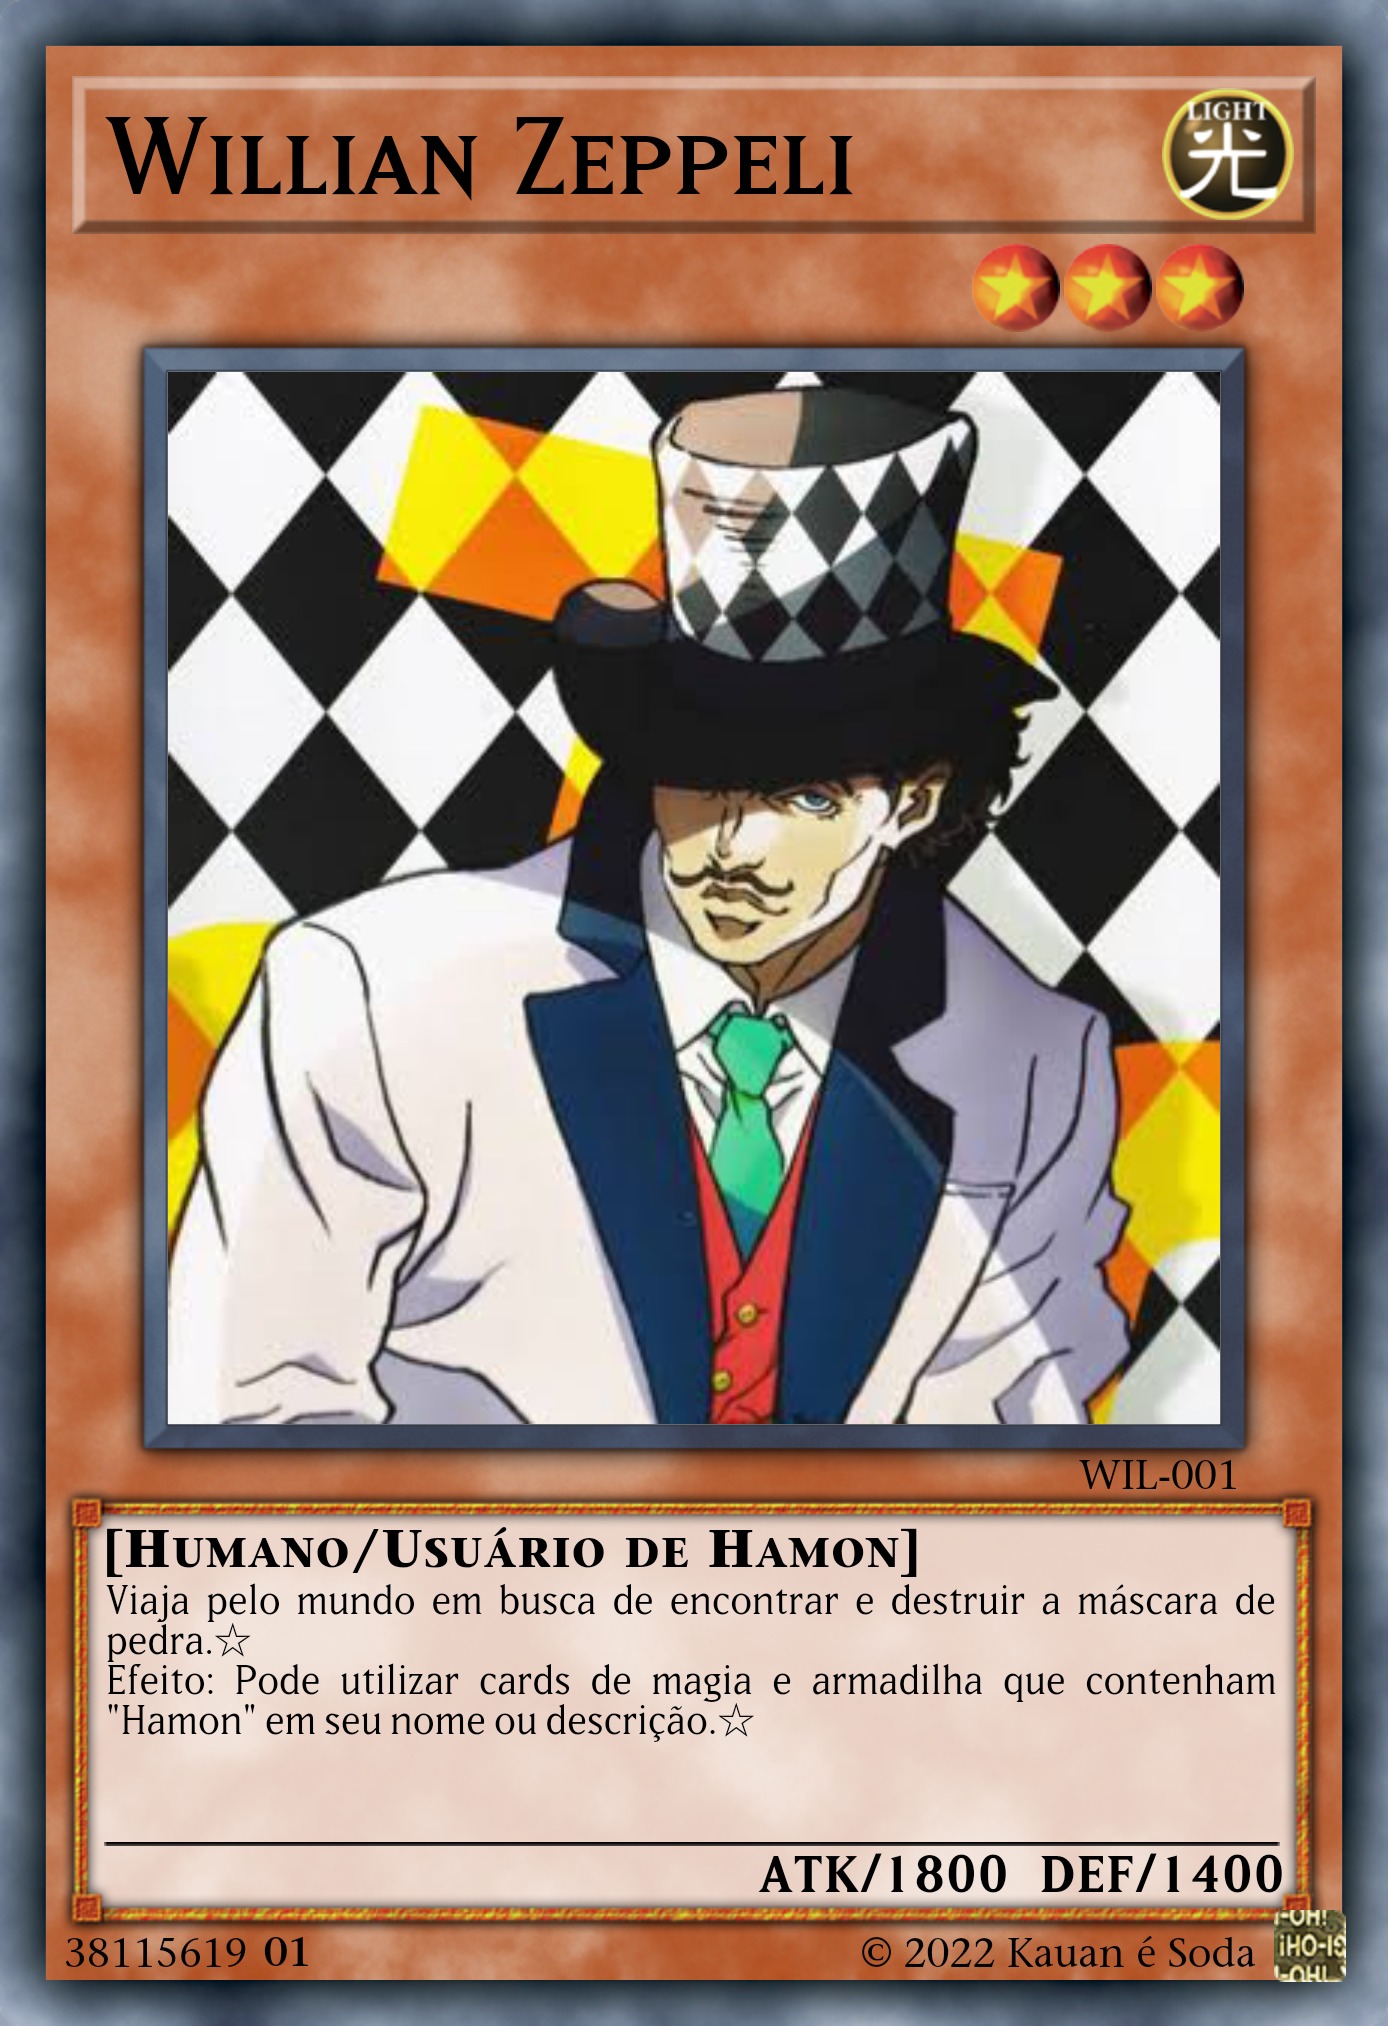 Willian Zeppeli
LIGHT
光
WIL-001
[Humano/Usuário de Hamon]
Viaja pelo mundo em busca de encontrar e destruir a máscara de
pedra.☆
Efeito: Pode utilizar cards de magia e armadilha que contenham
"Hamon" em seu nome ou descrição.☆
ATK/1800 DEF/1400
38115619 01
© 2022 Kauan é Soda